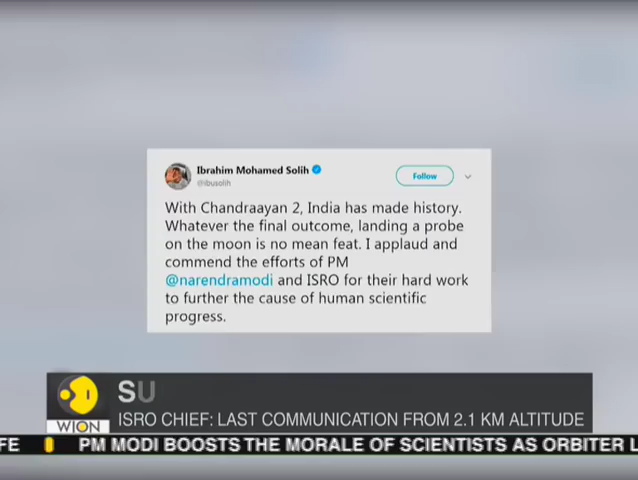 Ibrahim Mohamed Solih
@ibusolih
Follow
With Chandraayan 2, India has made history.
Whatever the final outcome, landing a probe
on the moon is no mean feat. I applaud and
commend the efforts of PM
@narendramodi and ISRO for their hard work
to further the cause of human scientific
progress.
SU
ISRO CHIEF: LAST COMMUNICATION FROM 2.1 KM ALTITUDE
WION
FE PM MODI BOOSTS THE MORALE OF SCIENTISTS AS ORBITER L